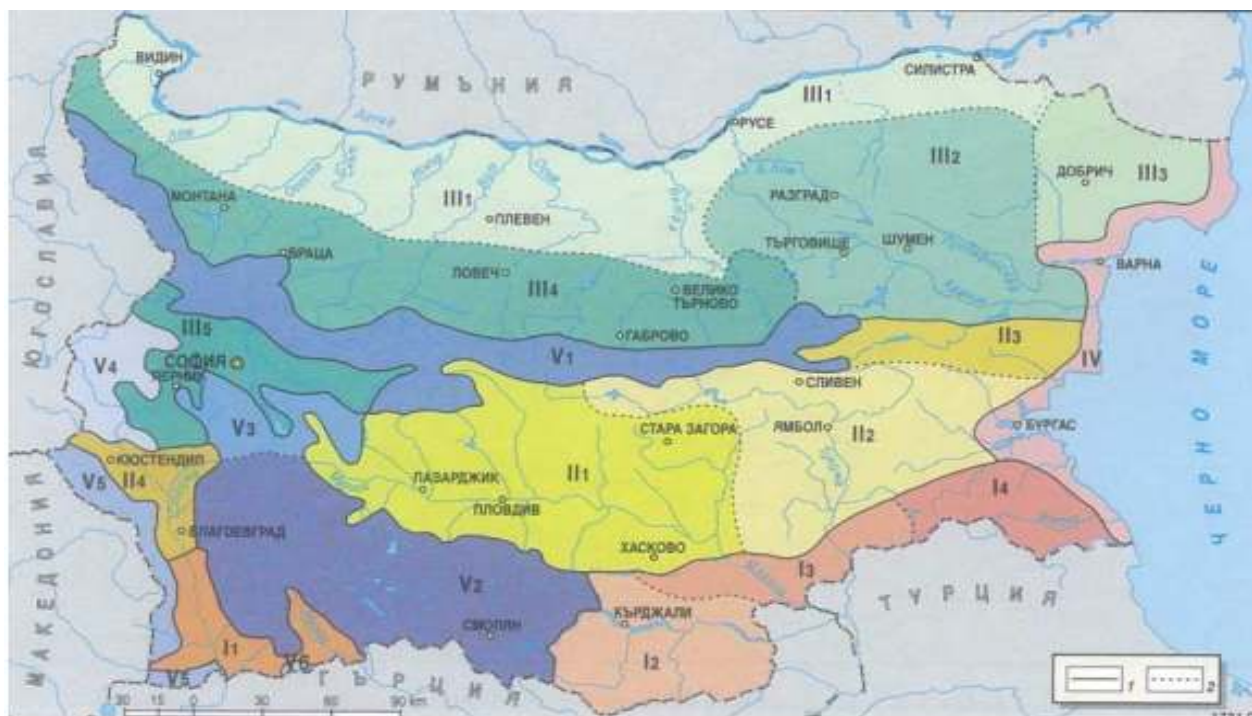 ВИДИН
РУМЪНИЯ
СИЛИСТРА
III1
РУСЕ
III2
ДОБРИЧ
III3
МОНТАНА
III1
ПЛЕВЕН
РАЗГРАД
ВРАЦА
ЛОВЕЧ
III4
ВЕЛИКО
ТЪРНОВО
ТЪРГОВИЩЕ
ШУМЕН
ВАРНА
ЮГОСЛАВИЯ
III5
ГАБРОВО
V1
II3
IV
ЧЕРНО МОРЕ
V4
СОФИЯ
ПЕРНИК
СЛИВЕН
V3
СТАРА ЗАГОРА
ЯМБОЛ
II2
БУРГАС
V5
КЮСТЕНДИЛ
II4
ПАЗАРДЖИК
II1
ПЛОВДИВ
I4
БЛАГОЕВГРАД
ХАСКОВО
I3
МАКЕДОНИЯ
V2
КЪРДЖАЛИ
ТУРЦИЯ
СМОЛЯН
I1
V6
I2
V5
ГЪРЦИЯ
1
2
30 15 0 30 60 90 km